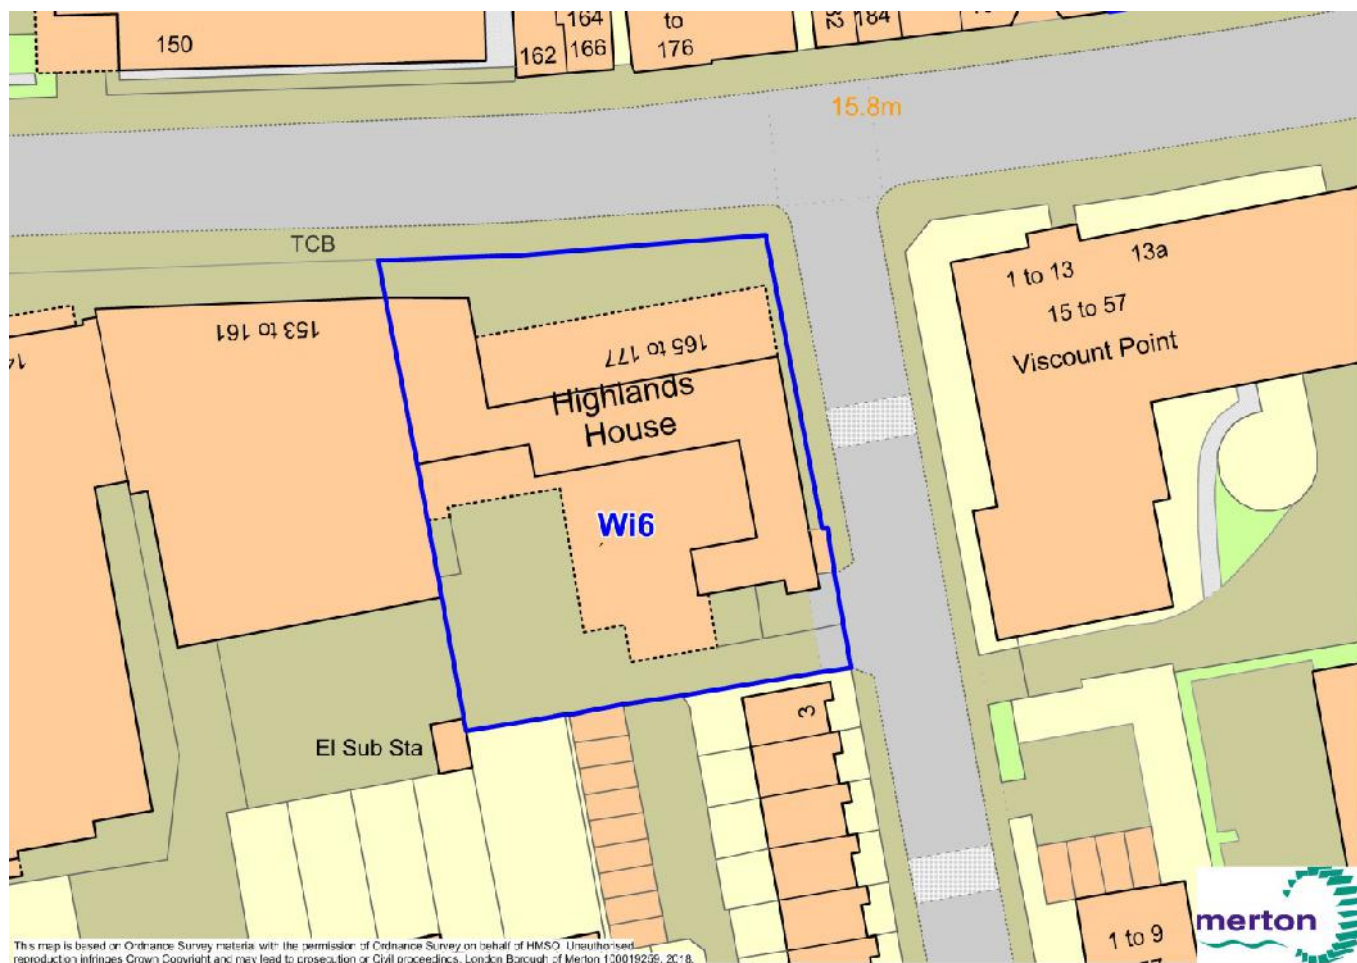 150
162
164
166
to
176
184
15.8m
TCB
153 to 161
165 to 177
Highlands
House
Wi6
1 to 13
13a
15 to 57
Viscount Point
El Sub Sta
3
1 to 9
merton
This map is based on Ordnance Survey material with the permission of Ordnance Survey on behalf of HMSO. Unauthorised
reproduction infringes Crown Copyright and may lead to prosecution or Civil proceedings. London Borough of Merton 100019259. 2018.